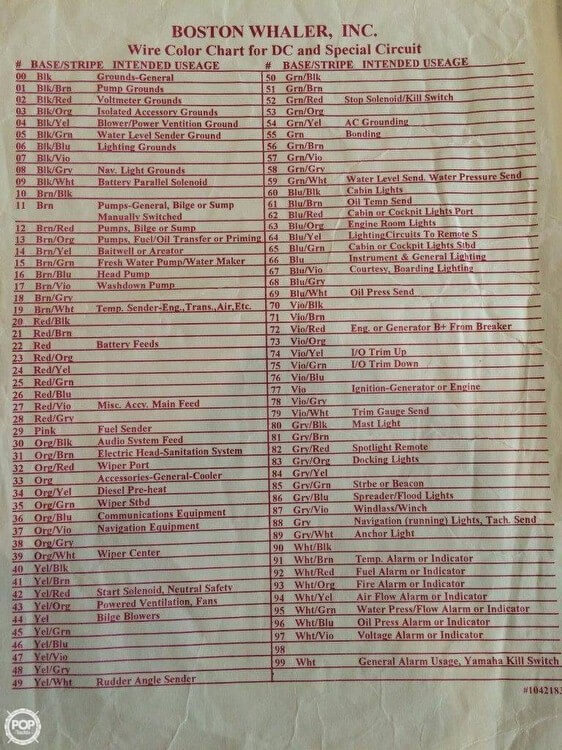 BOSTON WHALER, INC.
Wire Color Chart for DC and Special Circuit
# BASE/STRIPE INTENDED USEAGE
00 Blk Grounds-General
01 Blk/Brn Pump Grounds
02 Blk/Red Voltmeter Grounds
03 Blk/Org Isolated Accessory Grounds
04 Blk/Yel Blower/Power Ventition Ground
05 Blk/Grn Water Level Sender Ground
06 Blk/Blu Lighting Grounds
07 Blk/Vio
08 Blk/Gry Nav. Light Grounds
09 Blk/Wht Battery Parallel Solenoid
10 Brn/Blk
11 Brn Pumps-General, Bilge or Sump
Manually Switched
12 Brn/Red Pumps, Bilge or Sump
13 Brn/Org Pumps, Fuel/Oil Transfer or Priming
14 Brn/Yel Baitwell or Areator
15 Brn/Grn Fresh Water Pump/Water Maker
16 Brn/Blu Head Pump
17 Brn/Vio Washdown Pump
18 Brn/Gry
19 Brn/Wht Temp. Sender-Eng.,Trans.,Air,Etc.
20 Red/Blk
21 Red/Brn
22 Red Battery Feeds
23 Red/Org
24 Red/Yel
25 Red/Grn
26 Red/Blu
27 Red/Vio Misc. Accy. Main Feed
28 Red/Gry
29 Pink Fuel Sender
30 Org/Blk Audio System Feed
31 Org/Brn Electric Head-Sanitation System
32 Org/Red Wiper Port
33 Org Accessories-General-Cooler
34 Org/Yel Diesel Pre-heat
35 Org/Grn Wiper Stbd
36 Org/Blu Communications Equipment
37 Org/Vio Navigation Equipment
38 Org/Gry
39 Org/Wht Wiper Center
40 Yel/Blk
41 Yel/Brn
42 Yel/Red Start Solenoid, Neutral Safety
43 Yel/Org Powered Ventilation, Fans
44 Yel Bilge Blowers
45 Yel/Grn
46 Yel/Blu
47 Yel/Vio
48 Yel/Gry
49 Yel/Wht Rudder Angle Sender
# BASE/STRIPE INTENDED USEAGE
50 Grn/Blk
51 Grn/Brn
52 Grn/Red Stop Solenoid/Kill Switch
53 Grn/Org
54 Grn/Yel AC Grounding
55 Grn Bonding
56 Grn/Brn
57 Grn/Vio
58 Grn/Gry
59 Grn/Wht Water Level Send. Water Pressure Send
60 Blu/Blk Cabin Lights
61 Blu/Brn Oil Temp Send
62 Blu/Red Cabin or Cockpit Lights Port
63 Blu/Org Engine Room Lights
64 Blu/Yel LightingCircuits To Remote S
65 Blu/Grn Cabin or Cockpit Lights Stbd
66 Blu Instrument & General Lighting
67 Blu/Vio Courtesy, Boarding Lighting
68 Blu/Gry
69 Blu/Wht Oil Press Send
70 Vio/Blk
71 Vio/Brn
72 Vio/Red Eng. or Generator B+ From Breaker
73 Vio/Org
74 Vio/Yel I/O Trim Up
75 Vio/Grn I/O Trim Down
76 Vio/Blu
77 Vio Ignition-Generator or Engine
78 Vio/Gry
79 Vio/Wht Trim Gauge Send
80 Gry/Blk Mast Light
81 Gry/Brn
82 Gry/Red Spotlight Remote
83 Gry/Org Docking Lights
84 Gry/Yel
85 Gry/Grn Strbe or Beacon
86 Gry/Blu Spreader/Flood Lights
87 Gry/Vio Windlass/Winch
88 Gry Navigation (running) Lights, Tach. Send
89 Gry/Wht Anchor Light
90 Wht/Blk
91 Wht/Brn Temp. Alarm or Indicator
92 Wht/Red Fuel Alarm or Indicator
93 Wht/Org Fire Alarm or Indicator
94 Wht/Yel Air Flow Alarm or Indicator
95 Wht/Grn Water Press/Flow Alarm or Indicator
96 Wht/Blu Oil Press Alarm or Indicator
97 Wht/Vio Voltage Alarm or Indicator
98
99 Wht General Alarm Usage, Yamaha Kill Switch
#1042183
POP